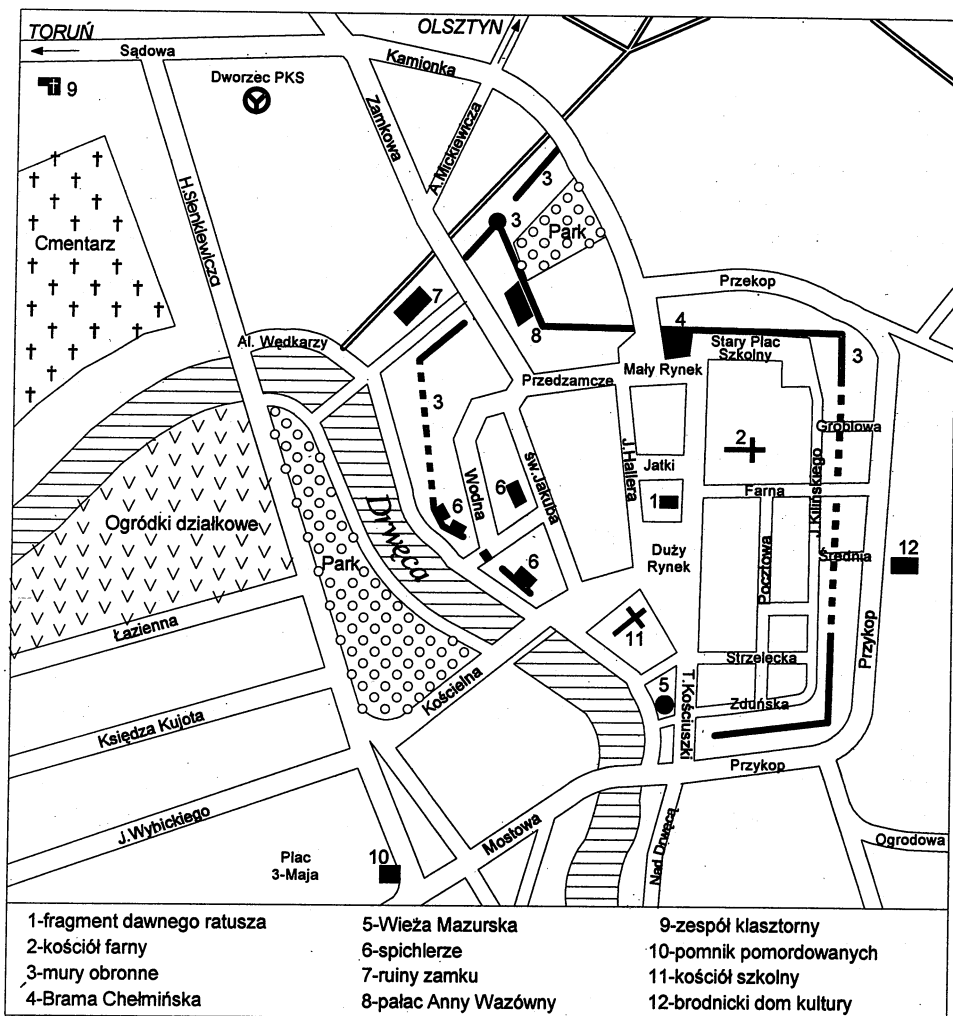 TORUŃ
OLSZTYN
Sądowa
Dworzec PKS
Kamionka
9
Zamkowa
A.Mickiewicza
3
Cmentarz
H.Sienkiewicza
3
Park
Przekop
7
8
4
Stary Plac
Szkolny
Al. Wędkarzy
Mały Rynek
3
Przedzamcze
3
Groblowa
J.Hallera
2
św.Jakuba
Wodna
Jatki
J.Kilińskiego
6
6
1
Farna
Ogródki działkowe
Drwęca
Duży
Rynek
Pocztowa
Średnia
12
Park
6
Łazienna
11
Przykop
Strzelecka
5
T.Kościuszki
Kościelna
Zduńska
Księdza Kujota
Przykop
J.Wybickiego
Mostowa
Ogrodowa
Plac
3-Maja
10
Nad Drwęcą
1-fragment dawnego ratusza
2-kościół farny
3-mury obronne
4-Brama Chełmińska
5-Wieża Mazurska
6-spichlerze
7-ruiny zamku
8-pałac Anny Wazówny
9-zespół klasztorny
10-pomnik pomordowanych
11-kościół szkolny
12-brodnicki dom kultury